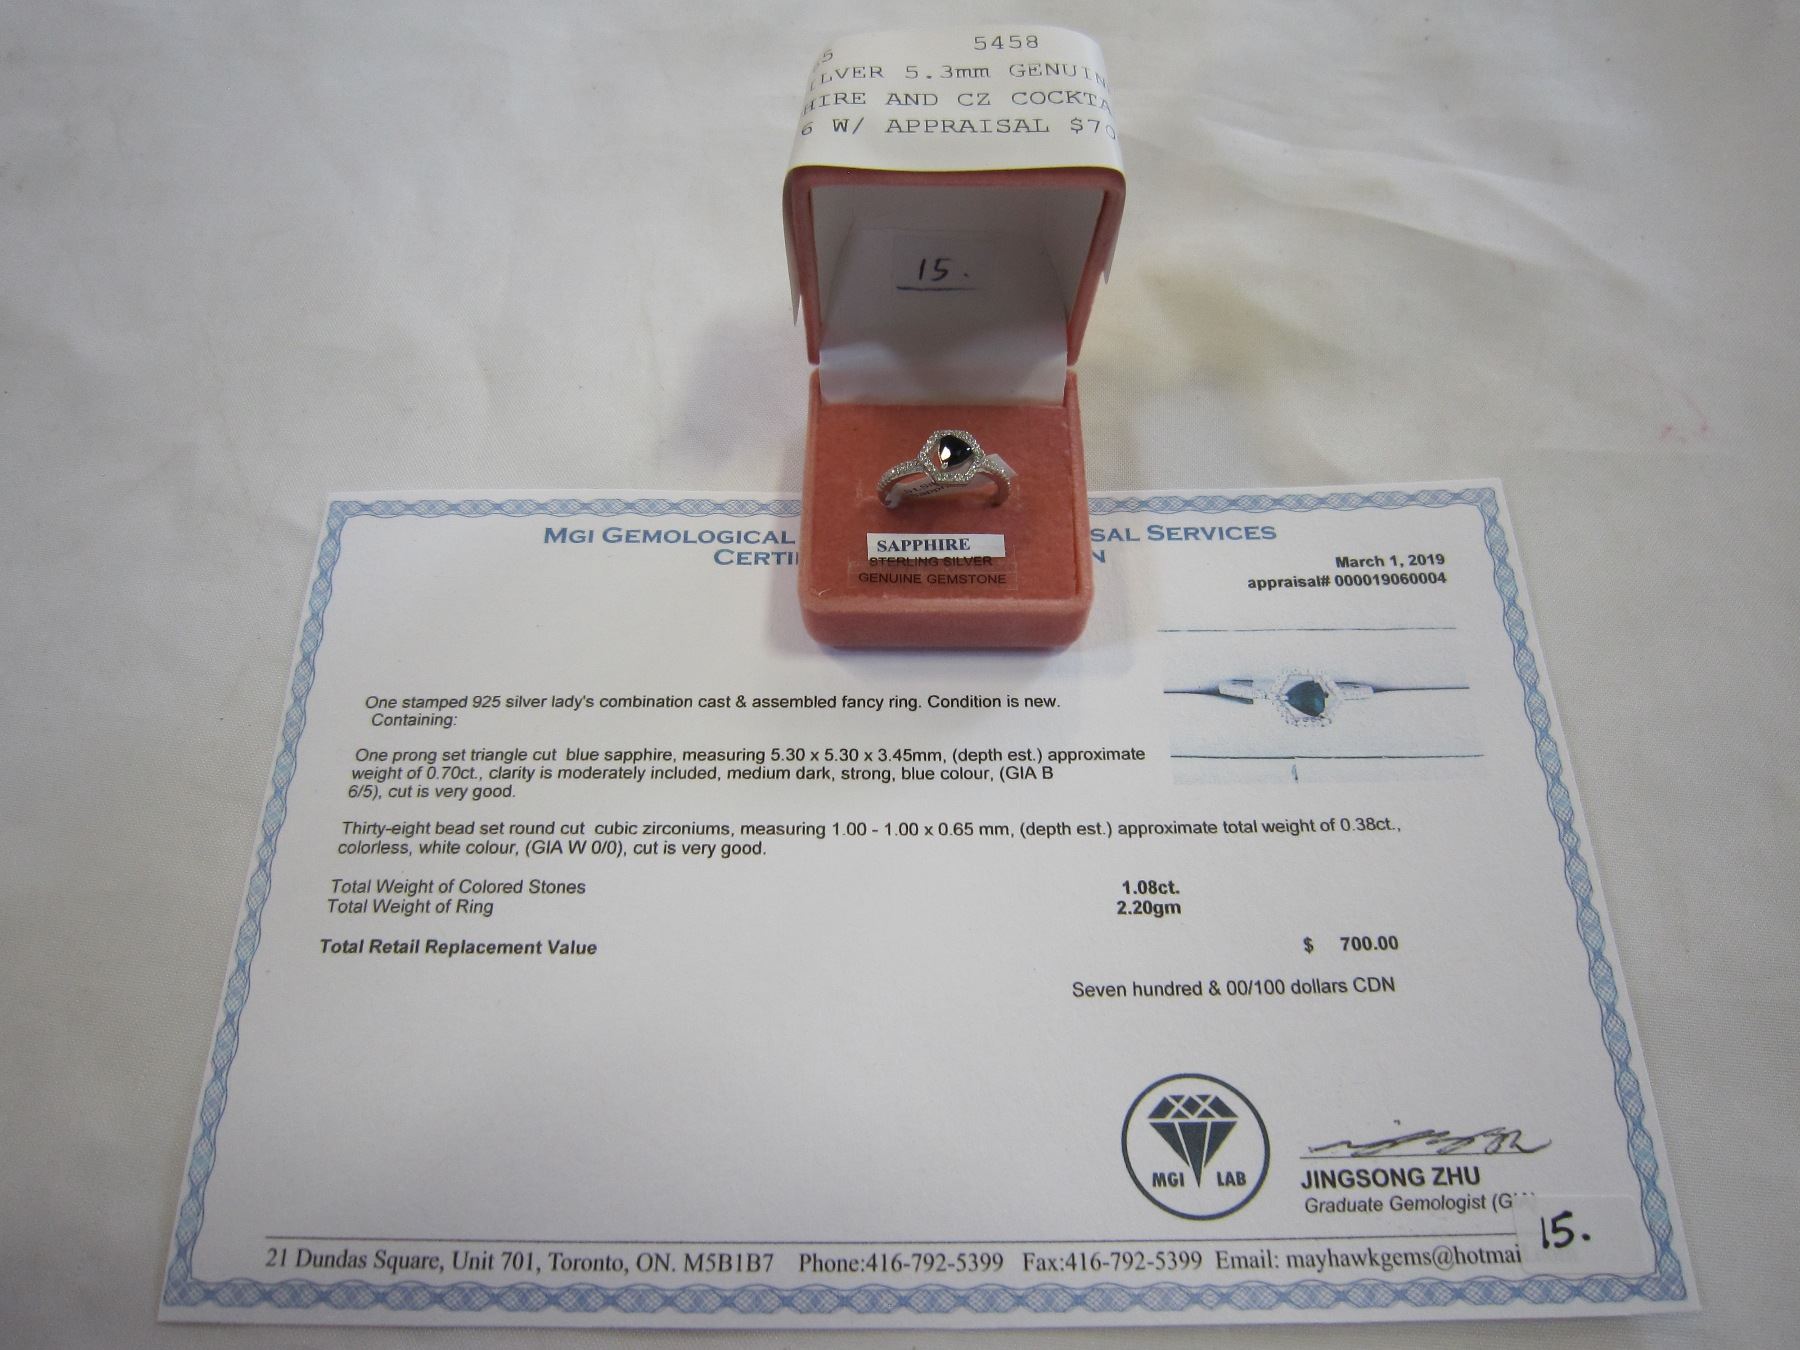 5458
LVER 5.3mm GENUIN
HIRE AND CZ COCKTA
6 W/ APPRAISAL $70
15.
SAPPHIRE
STERLING SILVER
GENUINE GEMSTONE
MGI GEMOLOGICAL SAL SERVICES
CERTI N
March 1, 2019
appraisal# 000019060004
One stamped 925 silver lady's combination cast & assembled fancy ring. Condition is new.
Containing:
One prong set triangle cut blue sapphire, measuring 5.30 x 5.30 x 3.45mm, (depth est.) approximate
weight of 0.70ct., clarity is moderately included, medium dark, strong, blue colour, (GIA B
6/5), cut is very good.
Thirty-eight bead set round cut cubic zirconiums, measuring 1.00 - 1.00 x 0.65 mm, (depth est.) approximate total weight of 0.38ct.,
colorless, white colour, (GIA W 0/0), cut is very good.
Total Weight of Colored Stones 1.08ct.
Total Weight of Ring 2.20gm
Total Retail Replacement Value $ 700.00
Seven hundred & 00/100 dollars CDN
MGI LAB
JINGSONG ZHU
Graduate Gemologist (G
15.
21 Dundas Square, Unit 701, Toronto, ON. M5B1B7 Phone:416-792-5399 Fax:416-792-5399 Email: mayhawkgems@hotmai